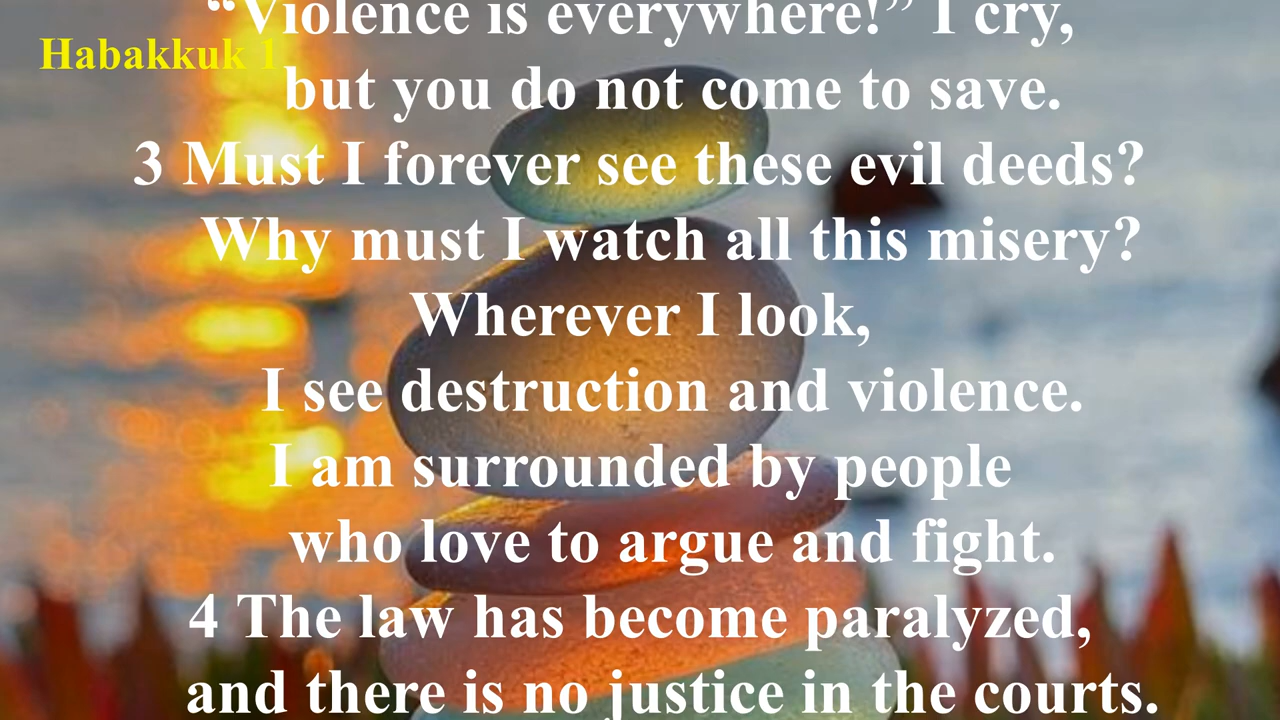 “Violence is everywhere!” I cry,
Habakkuk 1
but you do not come to save.
3 Must I forever see these evil deeds?
Why must I watch all this misery?
Wherever I look,
I see destruction and violence.
I am surrounded by people
who love to argue and fight.
4 The law has become paralyzed,
and there is no justice in the courts.